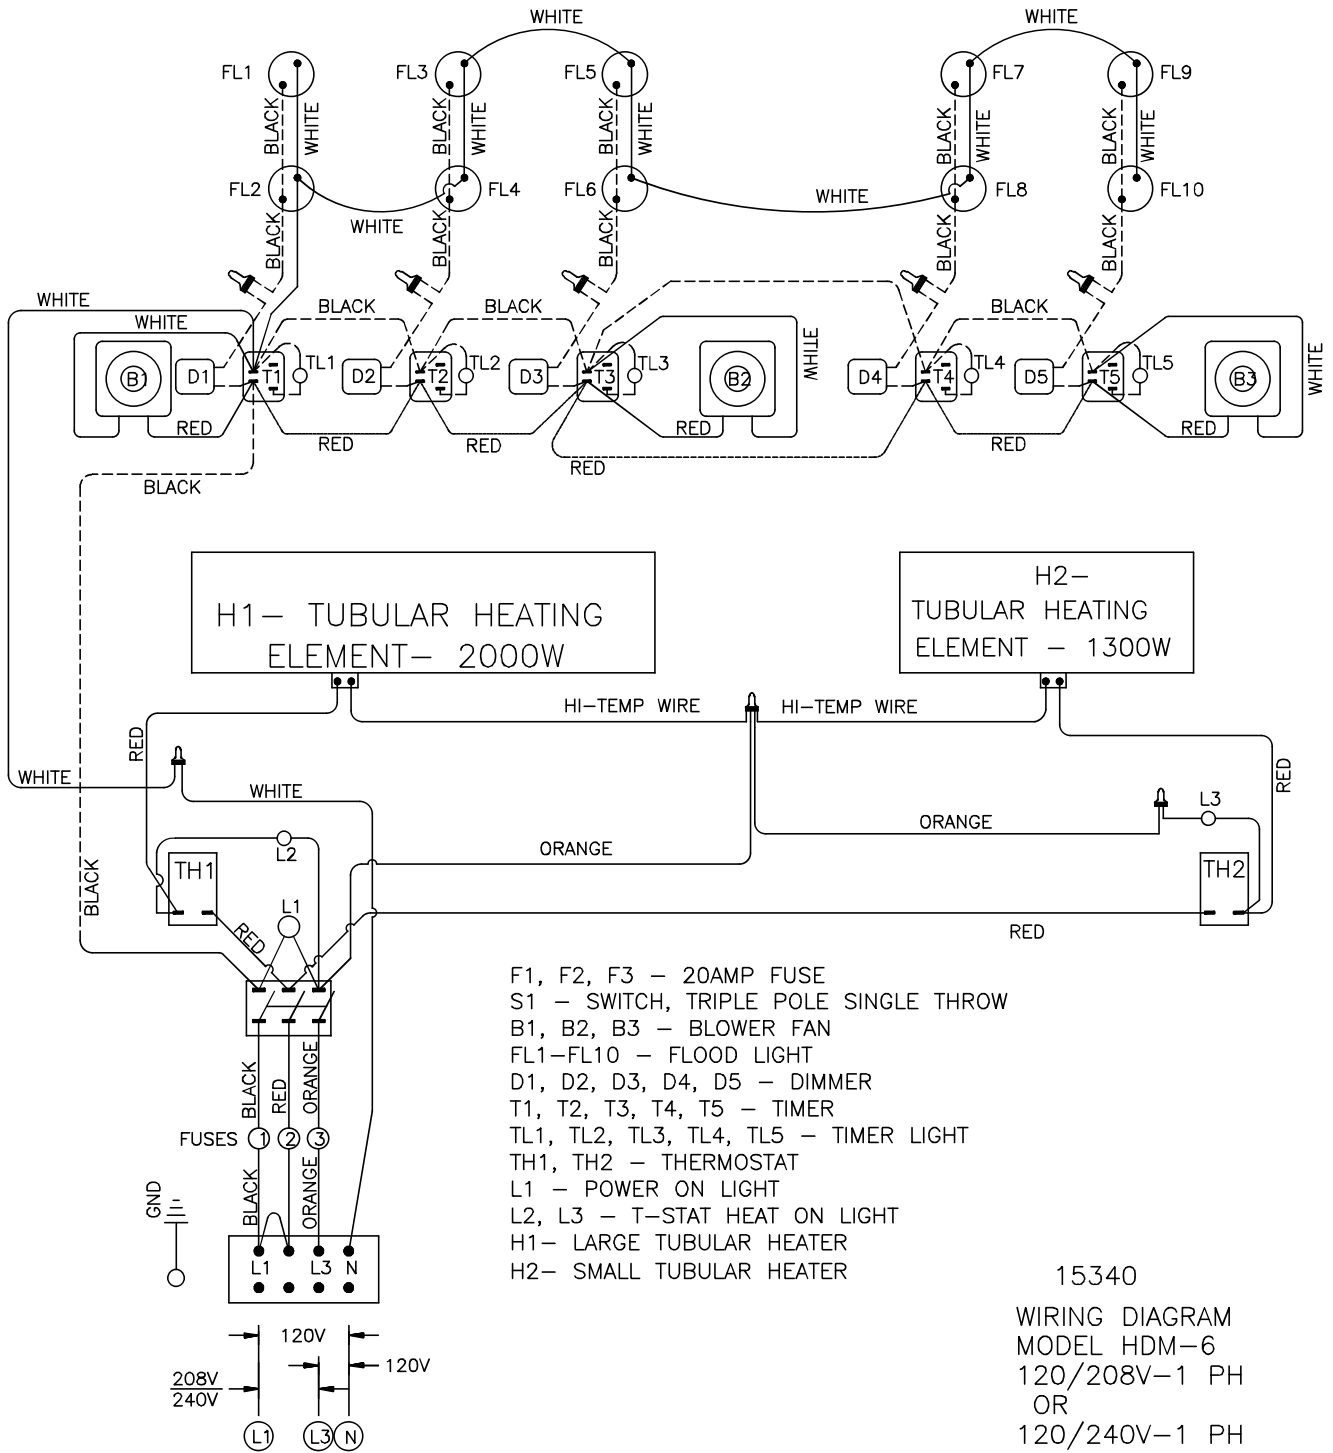 WHITE
WHITE
FL1
FL3
FL5
FL7
FL9
BLACK
WHITE
BLACK
WHITE
BLACK
WHITE
BLACK
WHITE
BLACK
WHITE
FL2
FL4
FL6
FL8
FL10
WHITE
WHITE
BLACK
BLACK
BLACK
BLACK
BLACK
WHITE
WHITE
BLACK
BLACK
BLACK
B1
D1
T1
TL1
D2
T2
TL2
D3
T3
TL3
B2
WHITE
D4
T4
TL4
D5
T5
TL5
B3
WHITE
RED
RED
RED
RED
RED
RED
RED
BLACK
H1- TUBULAR HEATING
ELEMENT- 2000W
H2-
TUBULAR HEATING
ELEMENT - 1300W
HI-TEMP WIRE
HI-TEMP WIRE
RED
RED
WHITE
WHITE
L3
ORANGE
ORANGE
L2
TH1
TH2
BLACK
L1
RED
RED
F1, F2, F3 - 20AMP FUSE
S1 - SWITCH, TRIPLE POLE SINGLE THROW
B1, B2, B3 - BLOWER FAN
FL1-FL10 - FLOOD LIGHT
D1, D2, D3, D4, D5 - DIMMER
T1, T2, T3, T4, T5 - TIMER
TL1, TL2, TL3, TL4, TL5 - TIMER LIGHT
TH1, TH2 - THERMOSTAT
L1 - POWER ON LIGHT
L2, L3 - T-STAT HEAT ON LIGHT
H1- LARGE TUBULAR HEATER
H2- SMALL TUBULAR HEATER
BLACK
RED
ORANGE
FUSES 1 2 3
BLACK
ORANGE
GND
L1 L3 N
120V
120V
208V
240V
L1 L3 N
15340
WIRING DIAGRAM
MODEL HDM-6
120/208V-1 PH
OR
120/240V-1 PH